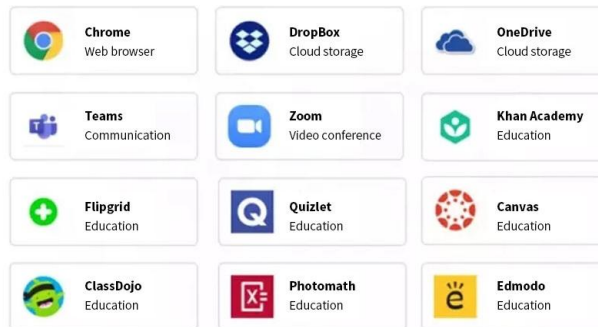 Chrome
Web browser
DropBox
Cloud storage
OneDrive
Cloud storage
Teams
Communication
Zoom
Video conference
Khan Academy
Education
Flipgrid
Education
Quizlet
Education
Canvas
Education
ClassDojo
Education
Photomath
Education
Edmodo
Education